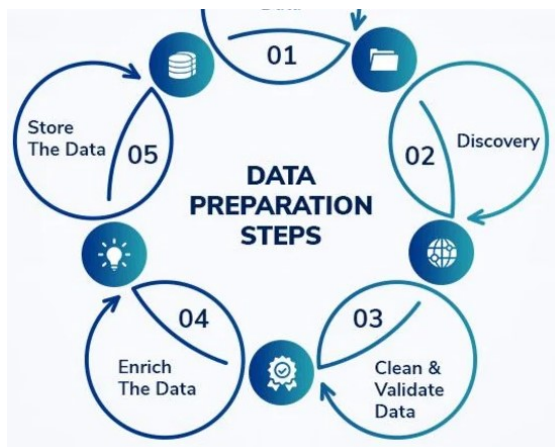 01
02
Discovery
DATA
PREPARATION
STEPS
03
Clean &
Validate
Data
04
Enrich
The Data
05
Store
The Data